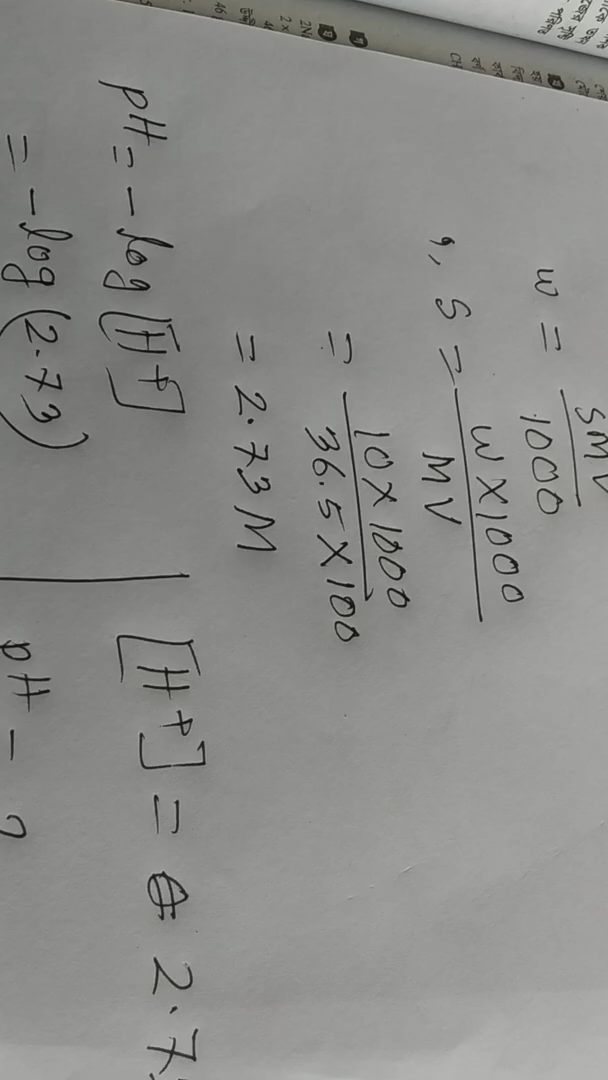 w = SMV / 1000
, S = w×1000 / MV
= 10×1000 / 36.5×100
= 2.73 M
pH = -log[H+]
[H+] = 2.7
= -log(2.73)
pH = ?